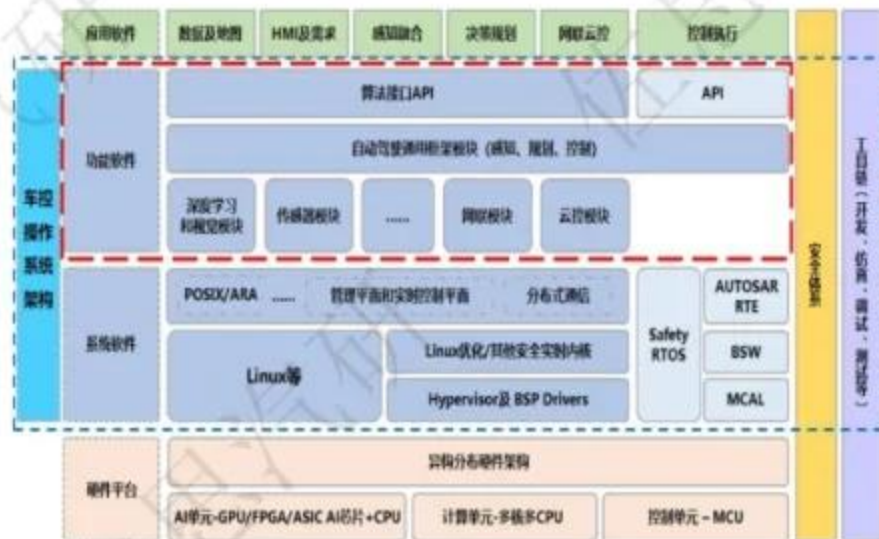 应用软件 数据及地图 HMI及需求 感知融合 决策规划 网联云控 控制执行
车控操作系统架构
功能软件
算法接口API API
自动驾驶通用框架模块（感知、规划、控制）
深度学习和视觉模块 传感器模块 …… 网联模块 云控模块
系统软件
POSIX/ARA …… 管理平面和实时控制平面 分布式通信
Linux等
Linux优化/其他安全实时内核
Hypervisor及 BSP Drivers
Safety RTOS
AUTOSAR RTE
BSW
MCAL
硬件平台
异构分布硬件架构
AI单元-GPU/FPGA/ASIC AI芯片+CPU 计算单元-多核多CPU 控制单元 – MCU
安全体系
工具链（开发、仿真、调试、测试等）